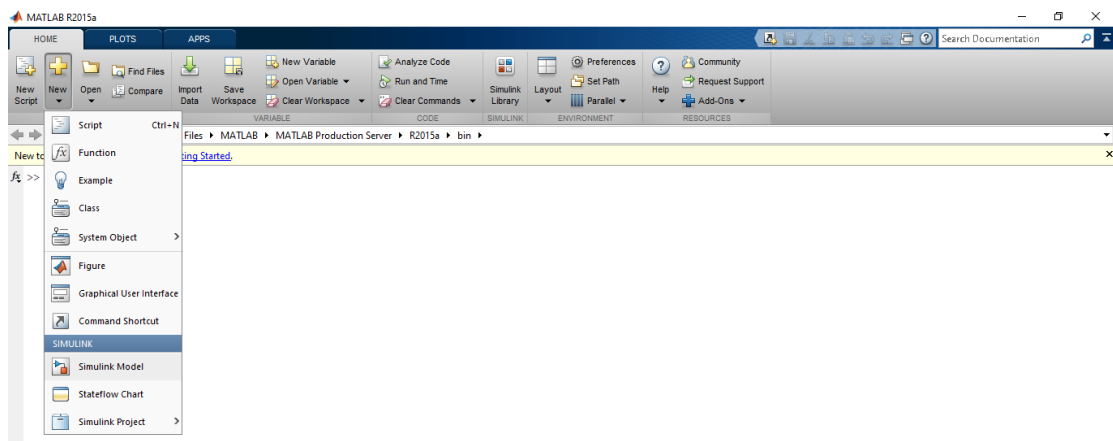 MATLAB R2015a
HOME PLOTS APPS
Search Documentation
New Script
New
Open
Find Files
Compare
Import Data
Save Workspace
New Variable
Open Variable
Clear Workspace
Analyze Code
Run and Time
Clear Commands
Simulink Library
Layout
Preferences
Set Path
Parallel
Help
Community
Request Support
Add-Ons
VARIABLE CODE SIMULINK ENVIRONMENT RESOURCES
Files MATLAB MATLAB Production Server R2015a bin
New to
ting Started.
fx >>
Script Ctrl+N
fx Function
Example
Class
System Object
Figure
Graphical User Interface
Command Shortcut
SIMULINK
Simulink Model
Stateflow Chart
Simulink Project